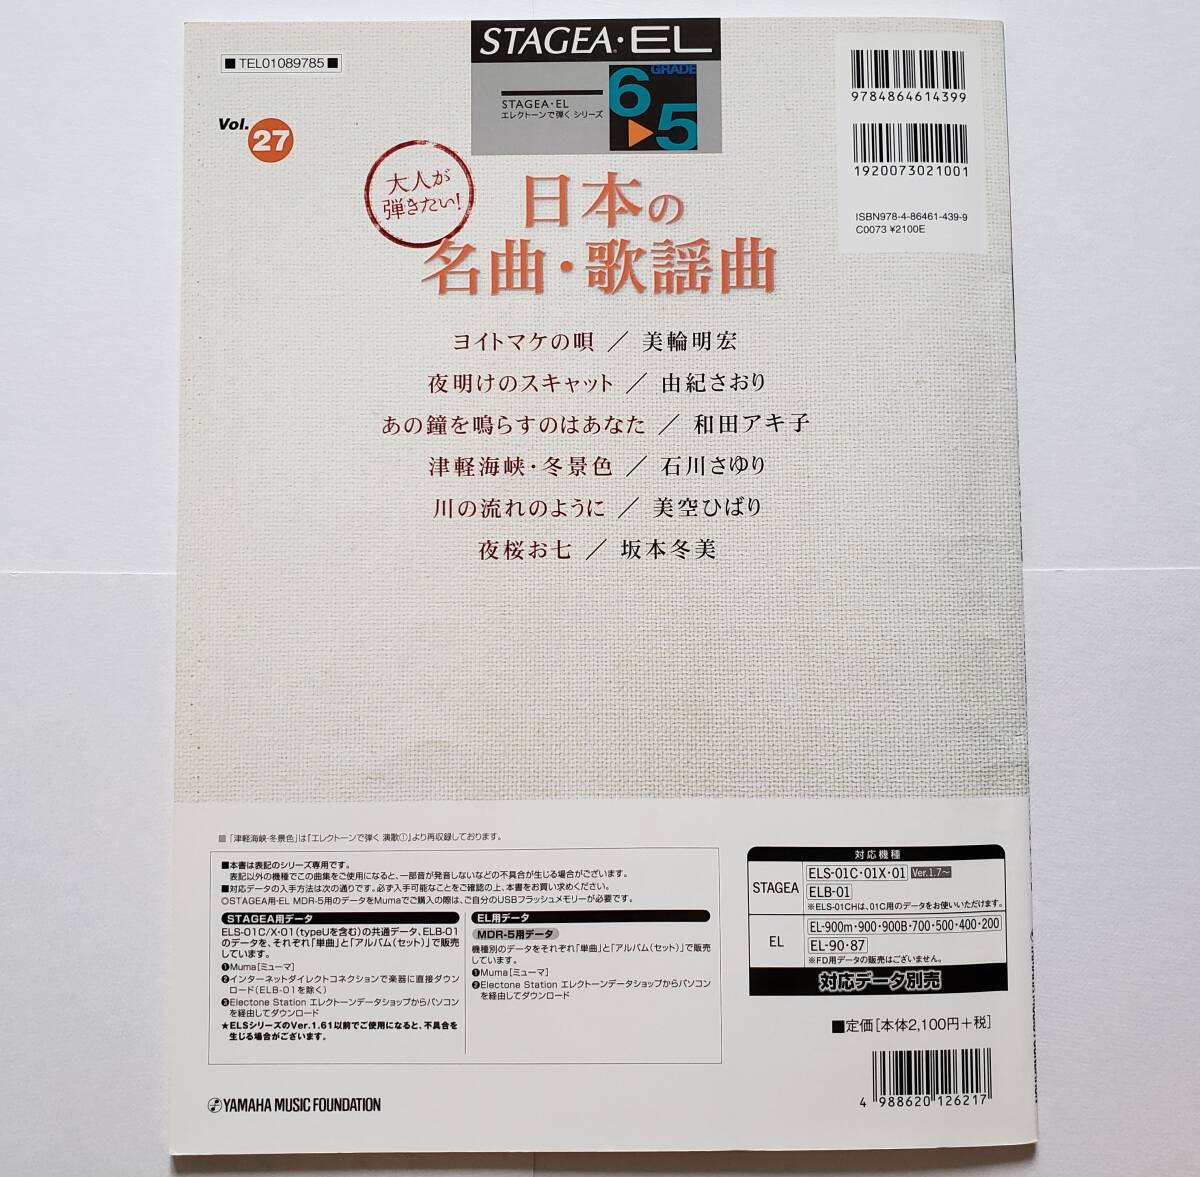 STAGEA・EL
■ TEL01089785 ■
STAGEA・EL
エレクトーンで弾く シリーズ
GRADE
6▶5
9784864614399
1920073021001
ISBN978-4-86461-439-9
C0073 ¥2100E
Vol. 27
大人が
弾きたい!
日本の
名曲・歌謡曲
ヨイトマケの唄 ／ 美輪明宏
夜明けのスキャット ／ 由紀さおり
あの鐘を鳴らすのはあなた ／ 和田アキ子
津軽海峡・冬景色 ／ 石川さゆり
川の流れのように ／ 美空ひばり
夜桜お七 ／ 坂本冬美
■「津軽海峡・冬景色」は「エレクトーンで弾く 演歌①」より再収録しております。
■本書は表記のシリーズ専用です。
表記以外の機種でこの曲集をご使用になると、一部音が発音しないなどの不具合が生じる場合がございます。
■対応データの入手方法は次の通りです。必ず入手可能なことをご確認の上、本書をお買い求めください。
○STAGEA用・EL MDR-5用のデータをMumaでご購入の際は、ご自分のUSBフラッシュメモリーが必要です。
STAGEA用データ
ELS-01C/X・01(typeUを含む)の共通データ、ELB-01
のデータを、それぞれ「単曲」と「アルバム(セット)」で販売
しています。
❶Muma[ミューマ]
❷インターネットダイレクトコネクションで楽器に直接ダウン
ロード(ELB-01を除く)
❸Electone Station エレクトーンデータショップからパソコン
を経由してダウンロード
★ELSシリーズのVer.1.61以前でご使用になると、不具合を
生じる場合がございます。
EL用データ
MDR-5用データ
機種別のデータをそれぞれ「単曲」と「アルバム(セット)」で販売
しています。
❶Muma[ミューマ]
❷Electone Station エレクトーンデータショップからパソコン
を経由してダウンロード
対応機種
STAGEA
ELS-01C・01X・01 Ver.1.7～
ELB-01
※ELS-01CHは、01C用のデータをお使いいただけます。
EL
EL-900m・900・900B・700・500・400・200
EL-90・87
※FD用データの販売はございません。
対応データ別売
■定価[本体2,100円＋税]
4 988620 126217
YAMAHA MUSIC FOUNDATION